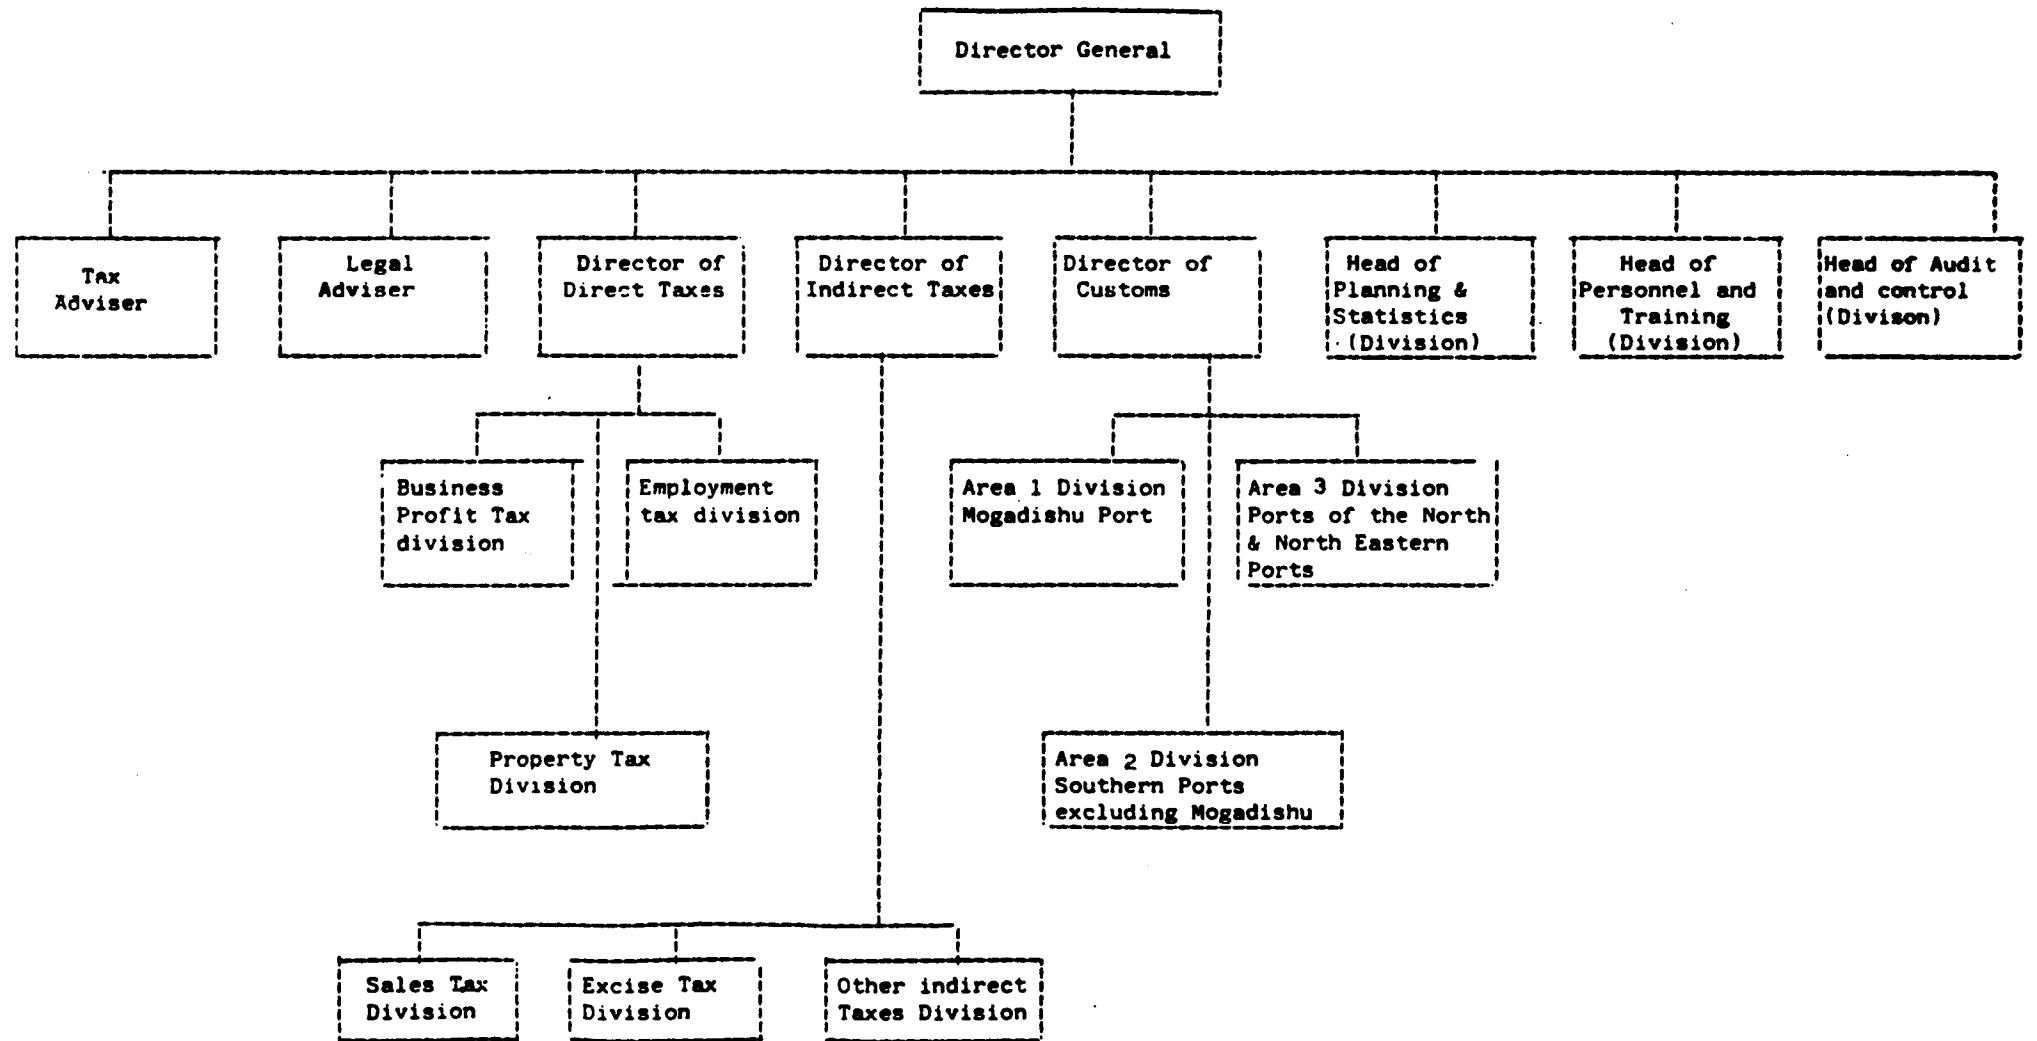 Director General
Tax
Adviser
Legal
Adviser
Director of
Direct Taxes
Director of
Indirect Taxes
Director of
Customs
Head of
Planning &
Statistics
(Division)
Head of
Personnel and
Training
(Division)
Head of Audit
and control
(Divison)
Business
Profit Tax
division
Employment
tax division
Area 1 Division
Mogadishu Port
Area 3 Division
Ports of the North
& North Eastern
Ports
Property Tax
Division
Area 2 Division
Southern Ports
excluding Mogadishu
Sales Tax
Division
Excise Tax
Division
Other indirect
Taxes Division